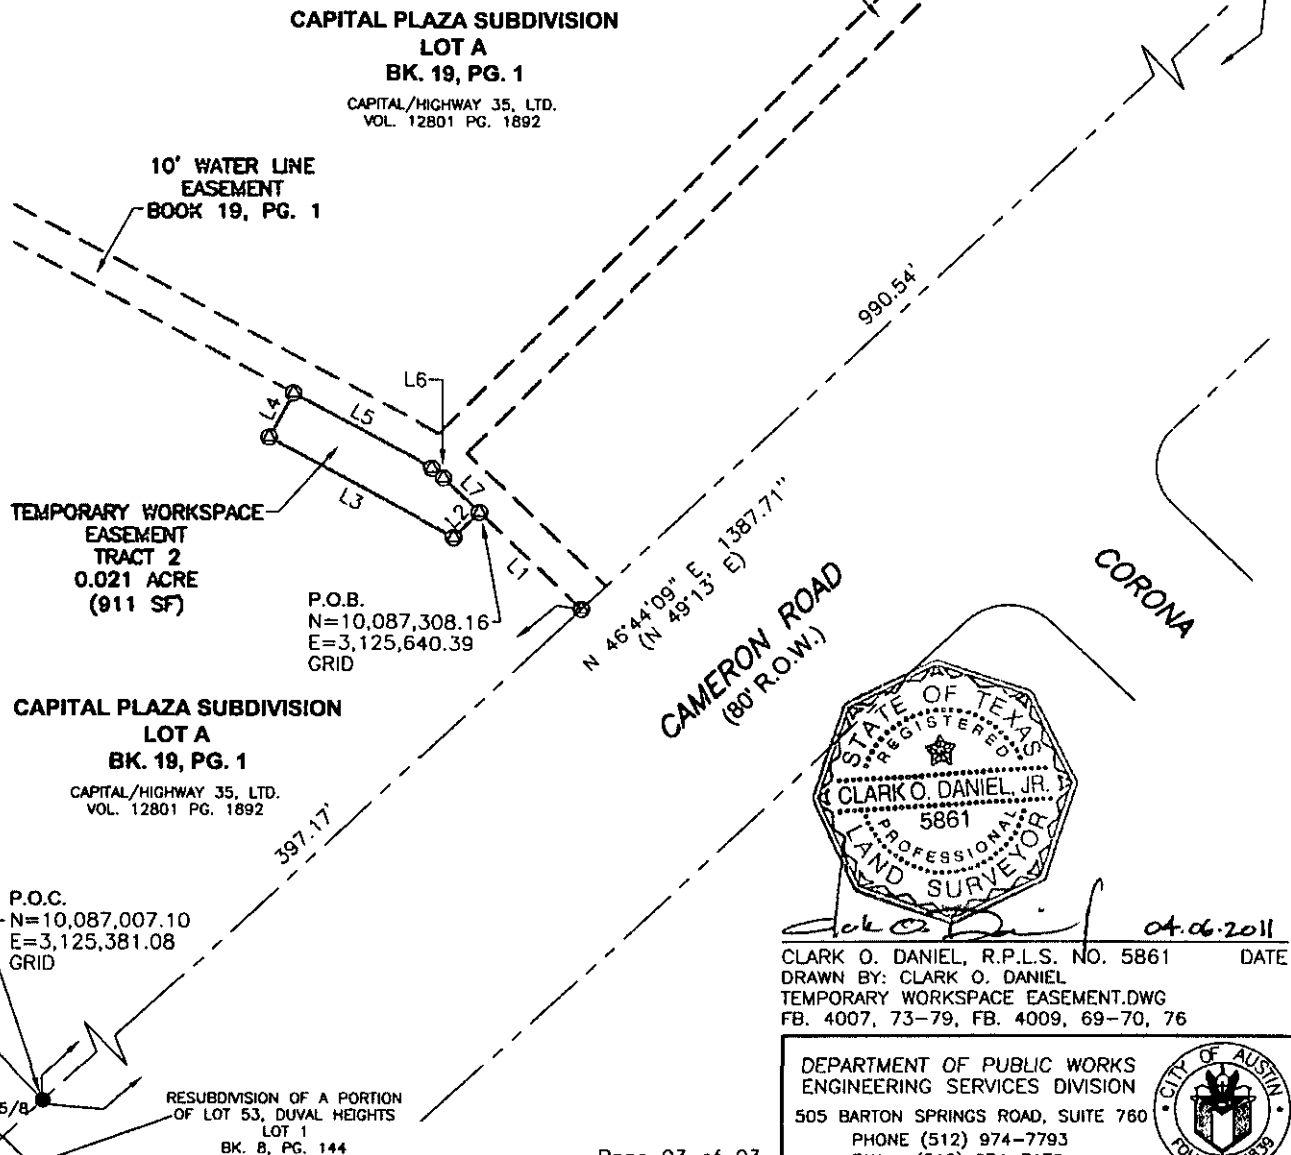 CAPITAL PLAZA SUBDIVISION
LOT A
BK. 19, PG. 1
CAPITAL/HIGHWAY 35, LTD.
VOL. 12801 PG. 1892
10' WATER LINE
EASEMENT
BOOK 19, PG. 1
990.54'
L6
L4
L5
L3
L7
L2
L1
TEMPORARY WORKSPACE
EASEMENT
TRACT 2
0.021 ACRE
(911 SF)
P.O.B.
N=10,087,308.16
E=3,125,640.39
GRID
N 46°44'09" E 1387.71"
(N 49°13' E)
CAMERON ROAD
(80' R.O.W.)
CORONA
CAPITAL PLAZA SUBDIVISION
LOT A
BK. 19, PG. 1
CAPITAL/HIGHWAY 35, LTD.
VOL. 12801 PG. 1892
397.17'
STATE OF TEXAS
REGISTERED
CLARK O. DANIEL, JR.
5861
PROFESSIONAL
LAND SURVEYOR
P.O.C.
N=10,087,007.10
E=3,125,381.08
GRID
04.06.2011
CLARK O. DANIEL, R.P.L.S. NO. 5861 DATE
DRAWN BY: CLARK O. DANIEL
TEMPORARY WORKSPACE EASEMENT.DWG
FB. 4007, 73-79, FB. 4009, 69-70, 76
5/8
RESUBDIVISION OF A PORTION
OF LOT 53, DUVAL HEIGHTS
LOT 1
BK. 8, PG. 144
DEPARTMENT OF PUBLIC WORKS
ENGINEERING SERVICES DIVISION
505 BARTON SPRINGS ROAD, SUITE 760
PHONE (512) 974-7793
CITY OF AUSTIN